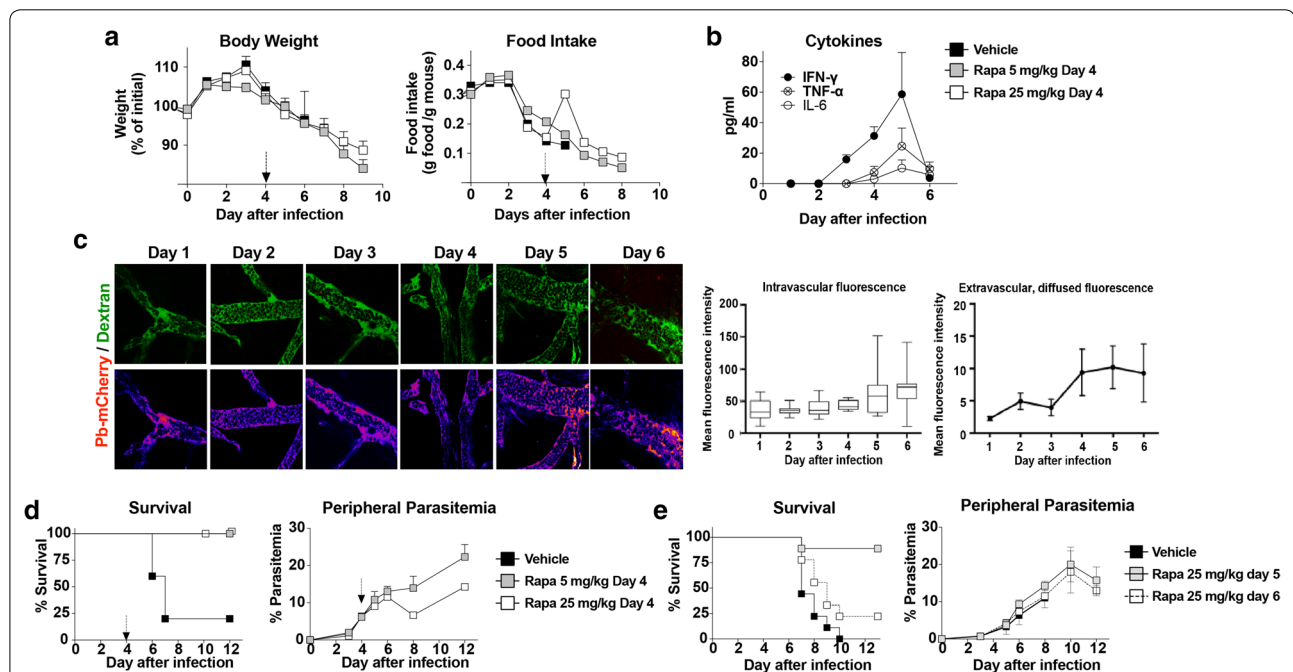 a
Body Weight
Weight
(% of initial)
110
100
90
0 2 4 6 8 10
Day after infection
Food Intake
Food intake
(g food /g mouse)
0.4
0.3
0.2
0.1
0 2 4 6 8 10
Days after infection
b
Cytokines
pg/ml
80
60
40
20
0
IFN-γ
TNF-α
IL-6
0 2 4 6
Day after infection
Vehicle
Rapa 5 mg/kg Day 4
Rapa 25 mg/kg Day 4
c
Day 1 Day 2 Day 3 Day 4 Day 5 Day 6
Pb-mCherry / Dextran
Intravascular fluorescence
Mean fluorescence intensity
200
150
100
50
0
1 2 3 4 5 6
Day after infection
Extravascular, diffused fluorescence
Mean fluorescence intensity
20
15
10
5
0
1 2 3 4 5 6
Day after infection
d
Survival
% Survival
100
75
50
25
0
0 2 4 6 8 10 12
Day after infection
Peripheral Parasitemia
% Parasitemia
30
20
10
0
0 2 4 6 8 10 12
Day after infection
Vehicle
Rapa 5 mg/kg Day 4
Rapa 25 mg/kg Day 4
e
Survival
% Survival
100
75
50
25
0
0 2 4 6 8 10 12
Day after infection
Peripheral Parasitemia
% Parasitemia
30
20
10
0
0 2 4 6 8 10 12
Day after infection
Vehicle
Rapa 25 mg/kg day 5
Rapa 25 mg/kg day 6